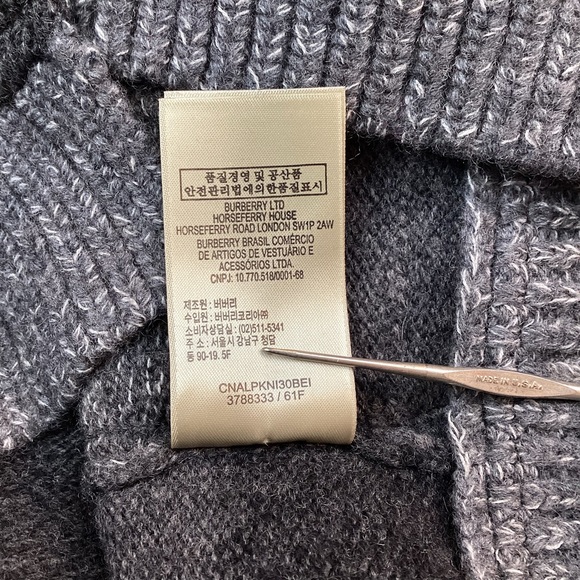 품질경영 및 공산품
안전관리법에의한품질표시
BURBERRY LTD
HORSEFERRY HOUSE
HORSEFERRY ROAD LONDON SW1P 2AW
BURBERRY BRASIL COMÉRCIO
DE ARTIGOS DE VESTUÁRIO E
ACESSÓRIOS LTDA.
CNPJ: 10.770.518/0001-68
제조원 : 버버리
수입원 : 버버리코리아㈜
소비자상담실 : (02)511-5341
주소 : 서울시 강남구 청담
동 90-19. 5F
CNALPKNI30BEI
3788333 / 61F
MADE IN U.S.A.